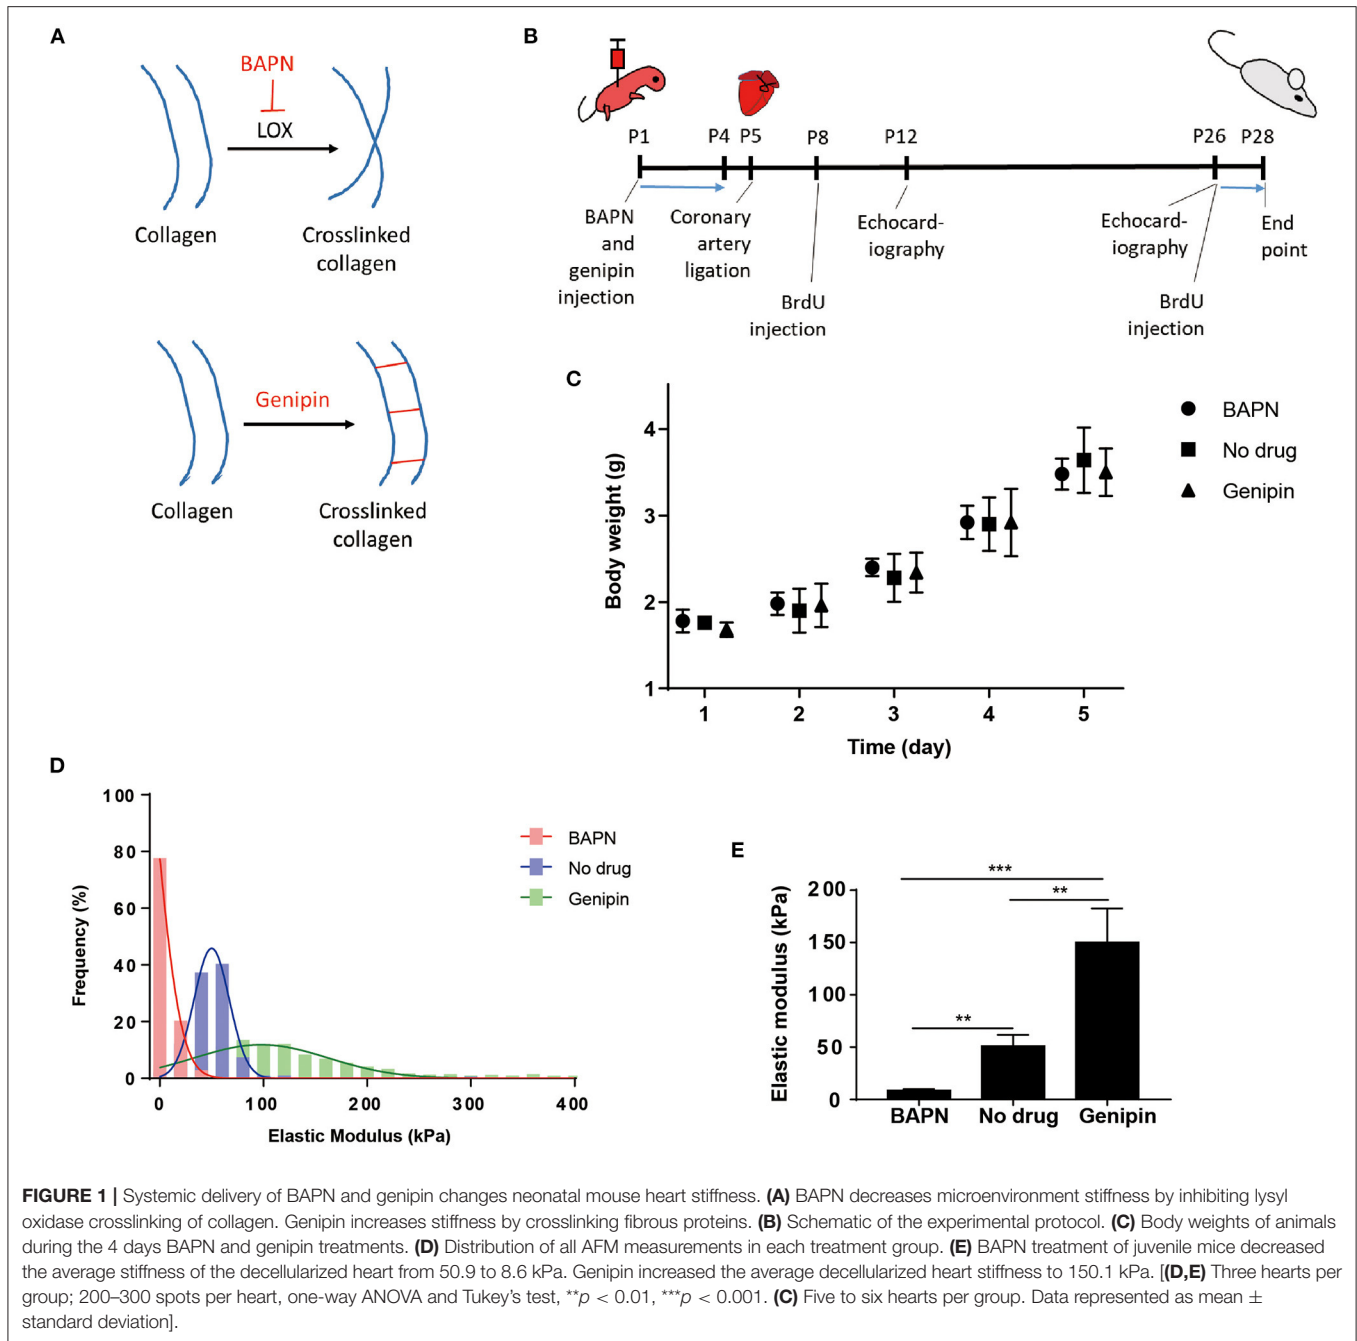 A
BAPN
LOX
Collagen
Crosslinked
collagen
Genipin
Collagen
Crosslinked
collagen
B
P1
P4
P5
P8
P12
P26
P28
BAPN
and
genipin
injection
Coronary
artery
ligation
BrdU
injection
Echocard-
iography
Echocard-
iography
BrdU
injection
End
point
C
Body weight (g)
4
3
2
1
1 2 3 4 5
Time (day)
BAPN
No drug
Genipin
D
Frequency (%)
100
80
60
40
20
0
0 100 200 300 400
Elastic Modulus (kPa)
BAPN
No drug
Genipin
E
Elastic modulus (kPa)
200
150
100
50
0
***
**
**
BAPN No drug Genipin
FIGURE 1 | Systemic delivery of BAPN and genipin changes neonatal mouse heart stiffness. (A) BAPN decreases microenvironment stiffness by inhibiting lysyl
oxidase crosslinking of collagen. Genipin increases stiffness by crosslinking fibrous proteins. (B) Schematic of the experimental protocol. (C) Body weights of animals
during the 4 days BAPN and genipin treatments. (D) Distribution of all AFM measurements in each treatment group. (E) BAPN treatment of juvenile mice decreased
the average stiffness of the decellularized heart from 50.9 to 8.6 kPa. Genipin increased the average decellularized heart stiffness to 150.1 kPa. [(D,E) Three hearts per
group; 200–300 spots per heart, one-way ANOVA and Tukey's test, **p < 0.01, ***p < 0.001. (C) Five to six hearts per group. Data represented as mean ±
standard deviation].